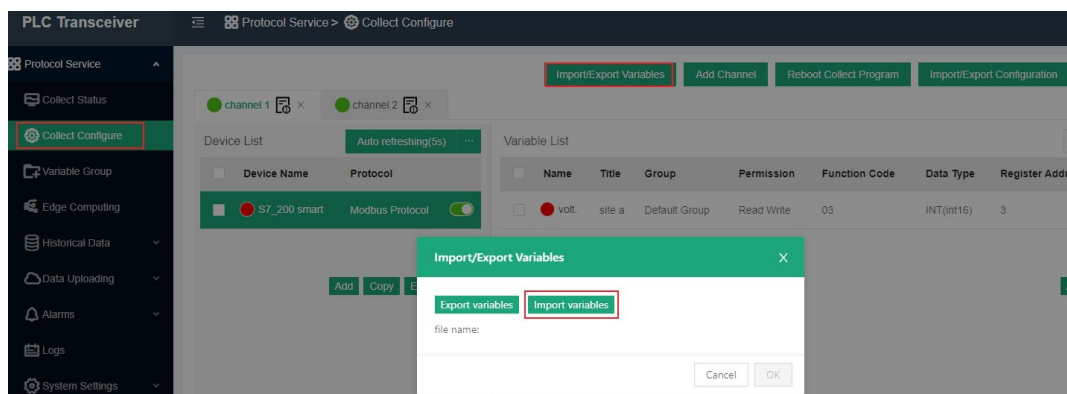 PLC Transceiver
Protocol Service > Collect Configure
Protocol Service
Import/Export Variables Add Channel Reboot Collect Program Import/Export Configuration
Collect Status
channel 1 × channel 2 ×
Collect Configure
Device List Auto refreshing(5s) ... Variable List
Variable Group
Device Name Protocol Name Title Group Permission Function Code Data Type Register Addr
Edge Computing
S7_200 smart Modbus Protocol volt. site a Default Group Read Write 03 INT(int16) 3
Historical Data
Import/Export Variables X
Data Uploading
Add Copy E
Export variables Import variables
Alarms
file name:
Logs
Cancel OK
System Settings